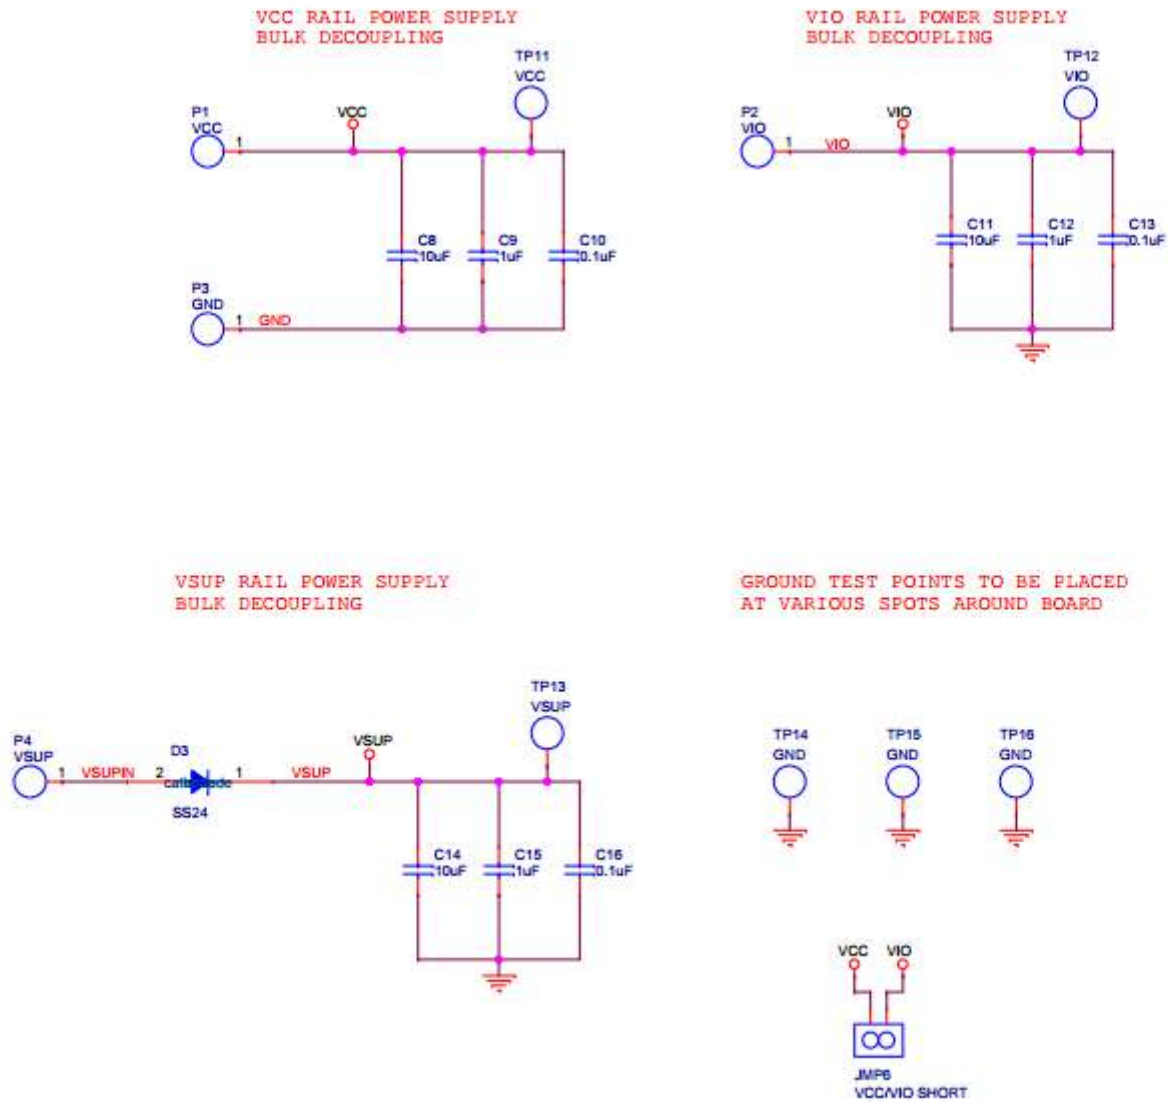 VCC RAIL POWER SUPPLY
BULK DECOUPLING
TP11
VCC
P1
VCC
1
VCC
C8
10uF
C9
1uF
C10
0.1uF
P3
GND
1
GND
VIO RAIL POWER SUPPLY
BULK DECOUPLING
TP12
VIO
P2
VIO
1
VIO
VIO
C11
10uF
C12
1uF
C13
0.1uF
VSUP RAIL POWER SUPPLY
BULK DECOUPLING
TP13
VSUP
P4
VSUP
1
VSUPIN
2
D3
1
SS24
VSUP
VSUP
C14
10uF
C15
1uF
C16
0.1uF
GROUND TEST POINTS TO BE PLACED
AT VARIOUS SPOTS AROUND BOARD
TP14
GND
TP15
GND
TP16
GND
VCC
VIO
JMP6
VCC/VIO SHORT